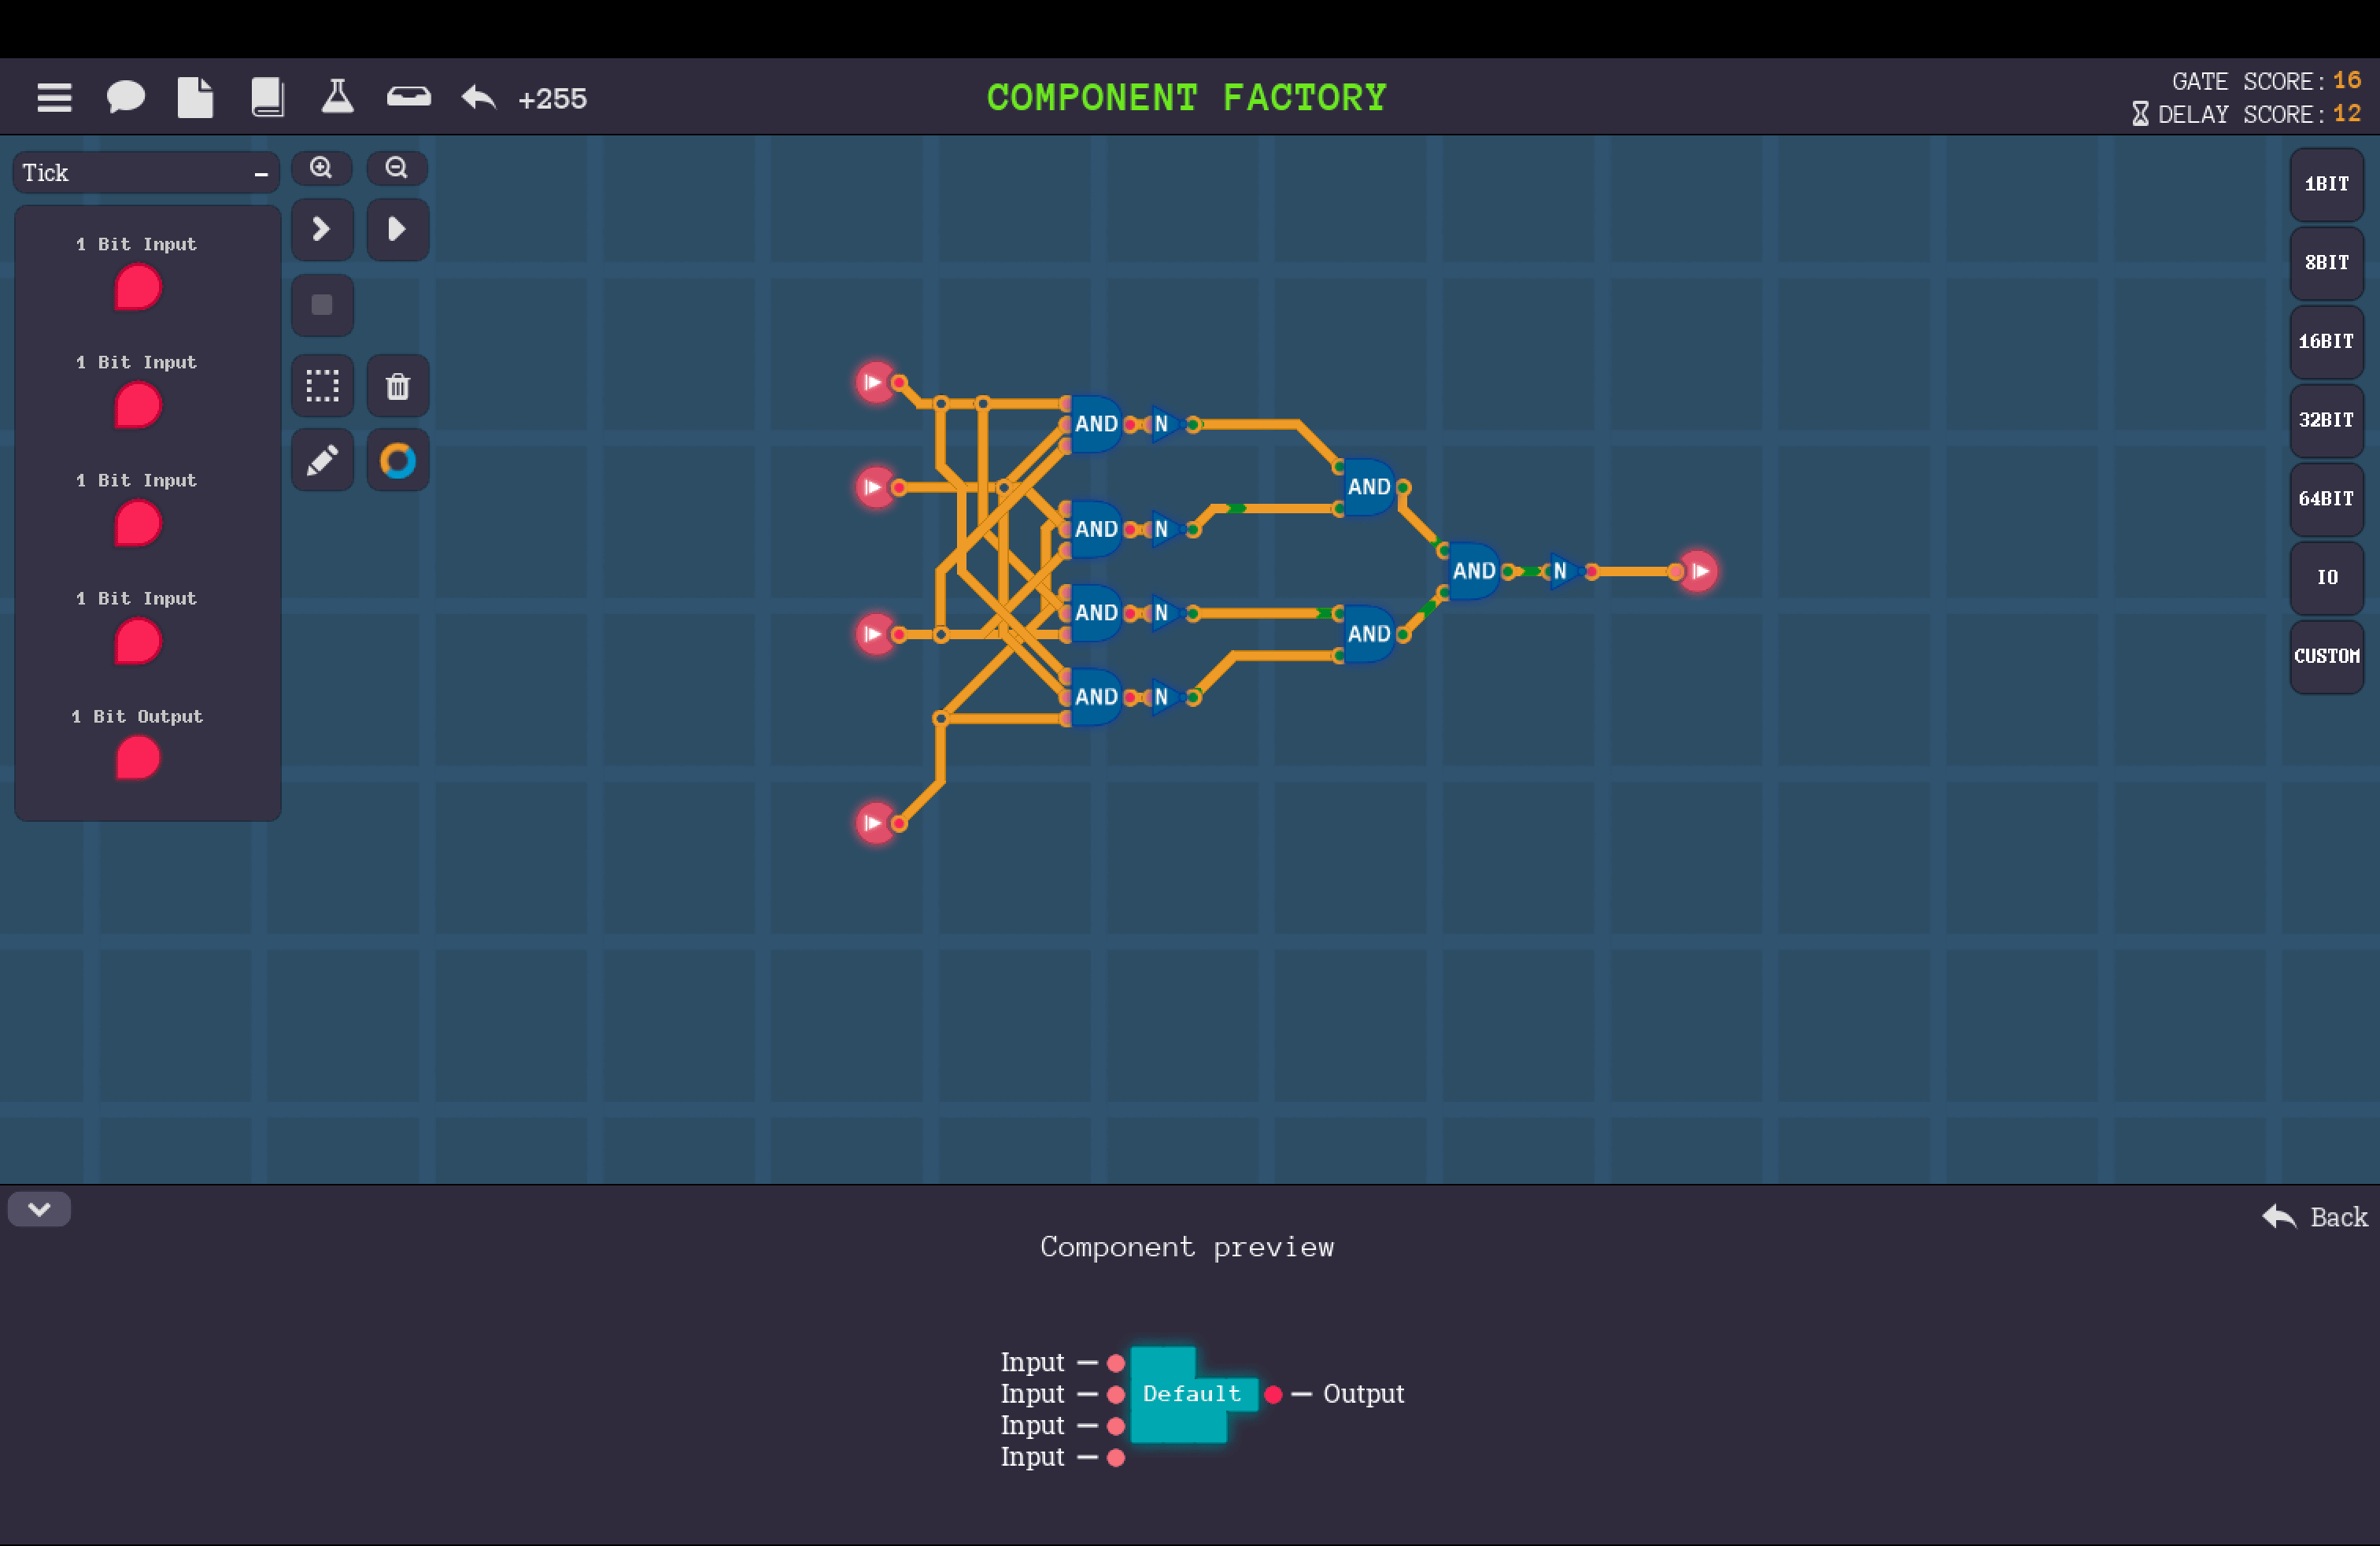 +255
COMPONENT FACTORY
GATE SCORE: 16
DELAY SCORE: 12
Tick
1 Bit Input
1 Bit Input
1 Bit Input
1 Bit Input
1 Bit Output
1BIT
8BIT
16BIT
32BIT
64BIT
IO
CUSTOM
AND N
AND
AND N
AND N
AND
AND N
AND
AND N
Back
Component preview
Input
Input Default Output
Input
Input